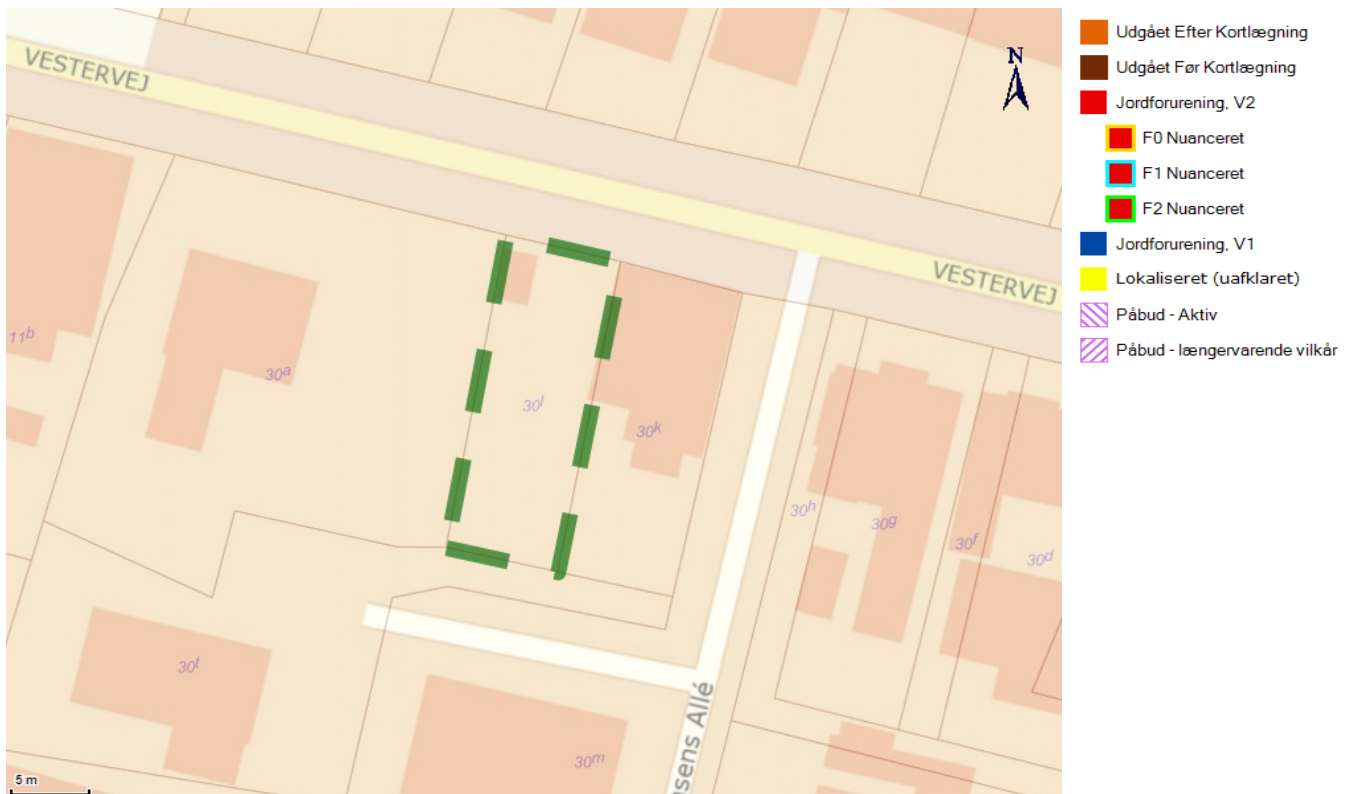 VESTERVEJ
N
VESTERVEJ
11b
30a
30l
30k
30h
30g
30f
30d
30t
30m
sens Allé
5 m
Udgået Efter Kortlægning
Udgået Før Kortlægning
Jordforurening, V2
F0 Nuanceret
F1 Nuanceret
F2 Nuanceret
Jordforurening, V1
Lokaliseret (uafklaret)
Påbud - Aktiv
Påbud - længervarende vilkår